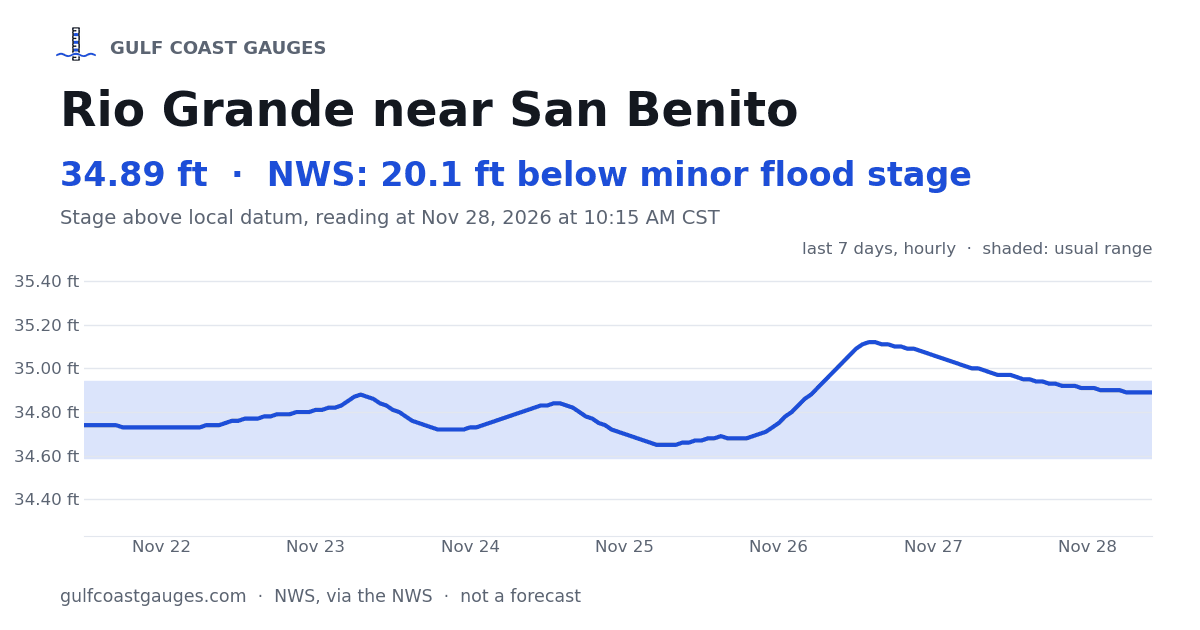 GULF COAST GAUGES
Rio Grande near San Benito
34.89 ft · NWS: 20.1 ft below minor flood stage
Stage above local datum, reading at Nov 28, 2026 at 10:15 AM CST
last 7 days, hourly · shaded: usual range
35.40 ft
35.20 ft
35.00 ft
34.80 ft
34.60 ft
34.40 ft
Nov 22 Nov 23 Nov 24 Nov 25 Nov 26 Nov 27 Nov 28
gulfcoastgauges.com · NWS, via the NWS · not a forecast